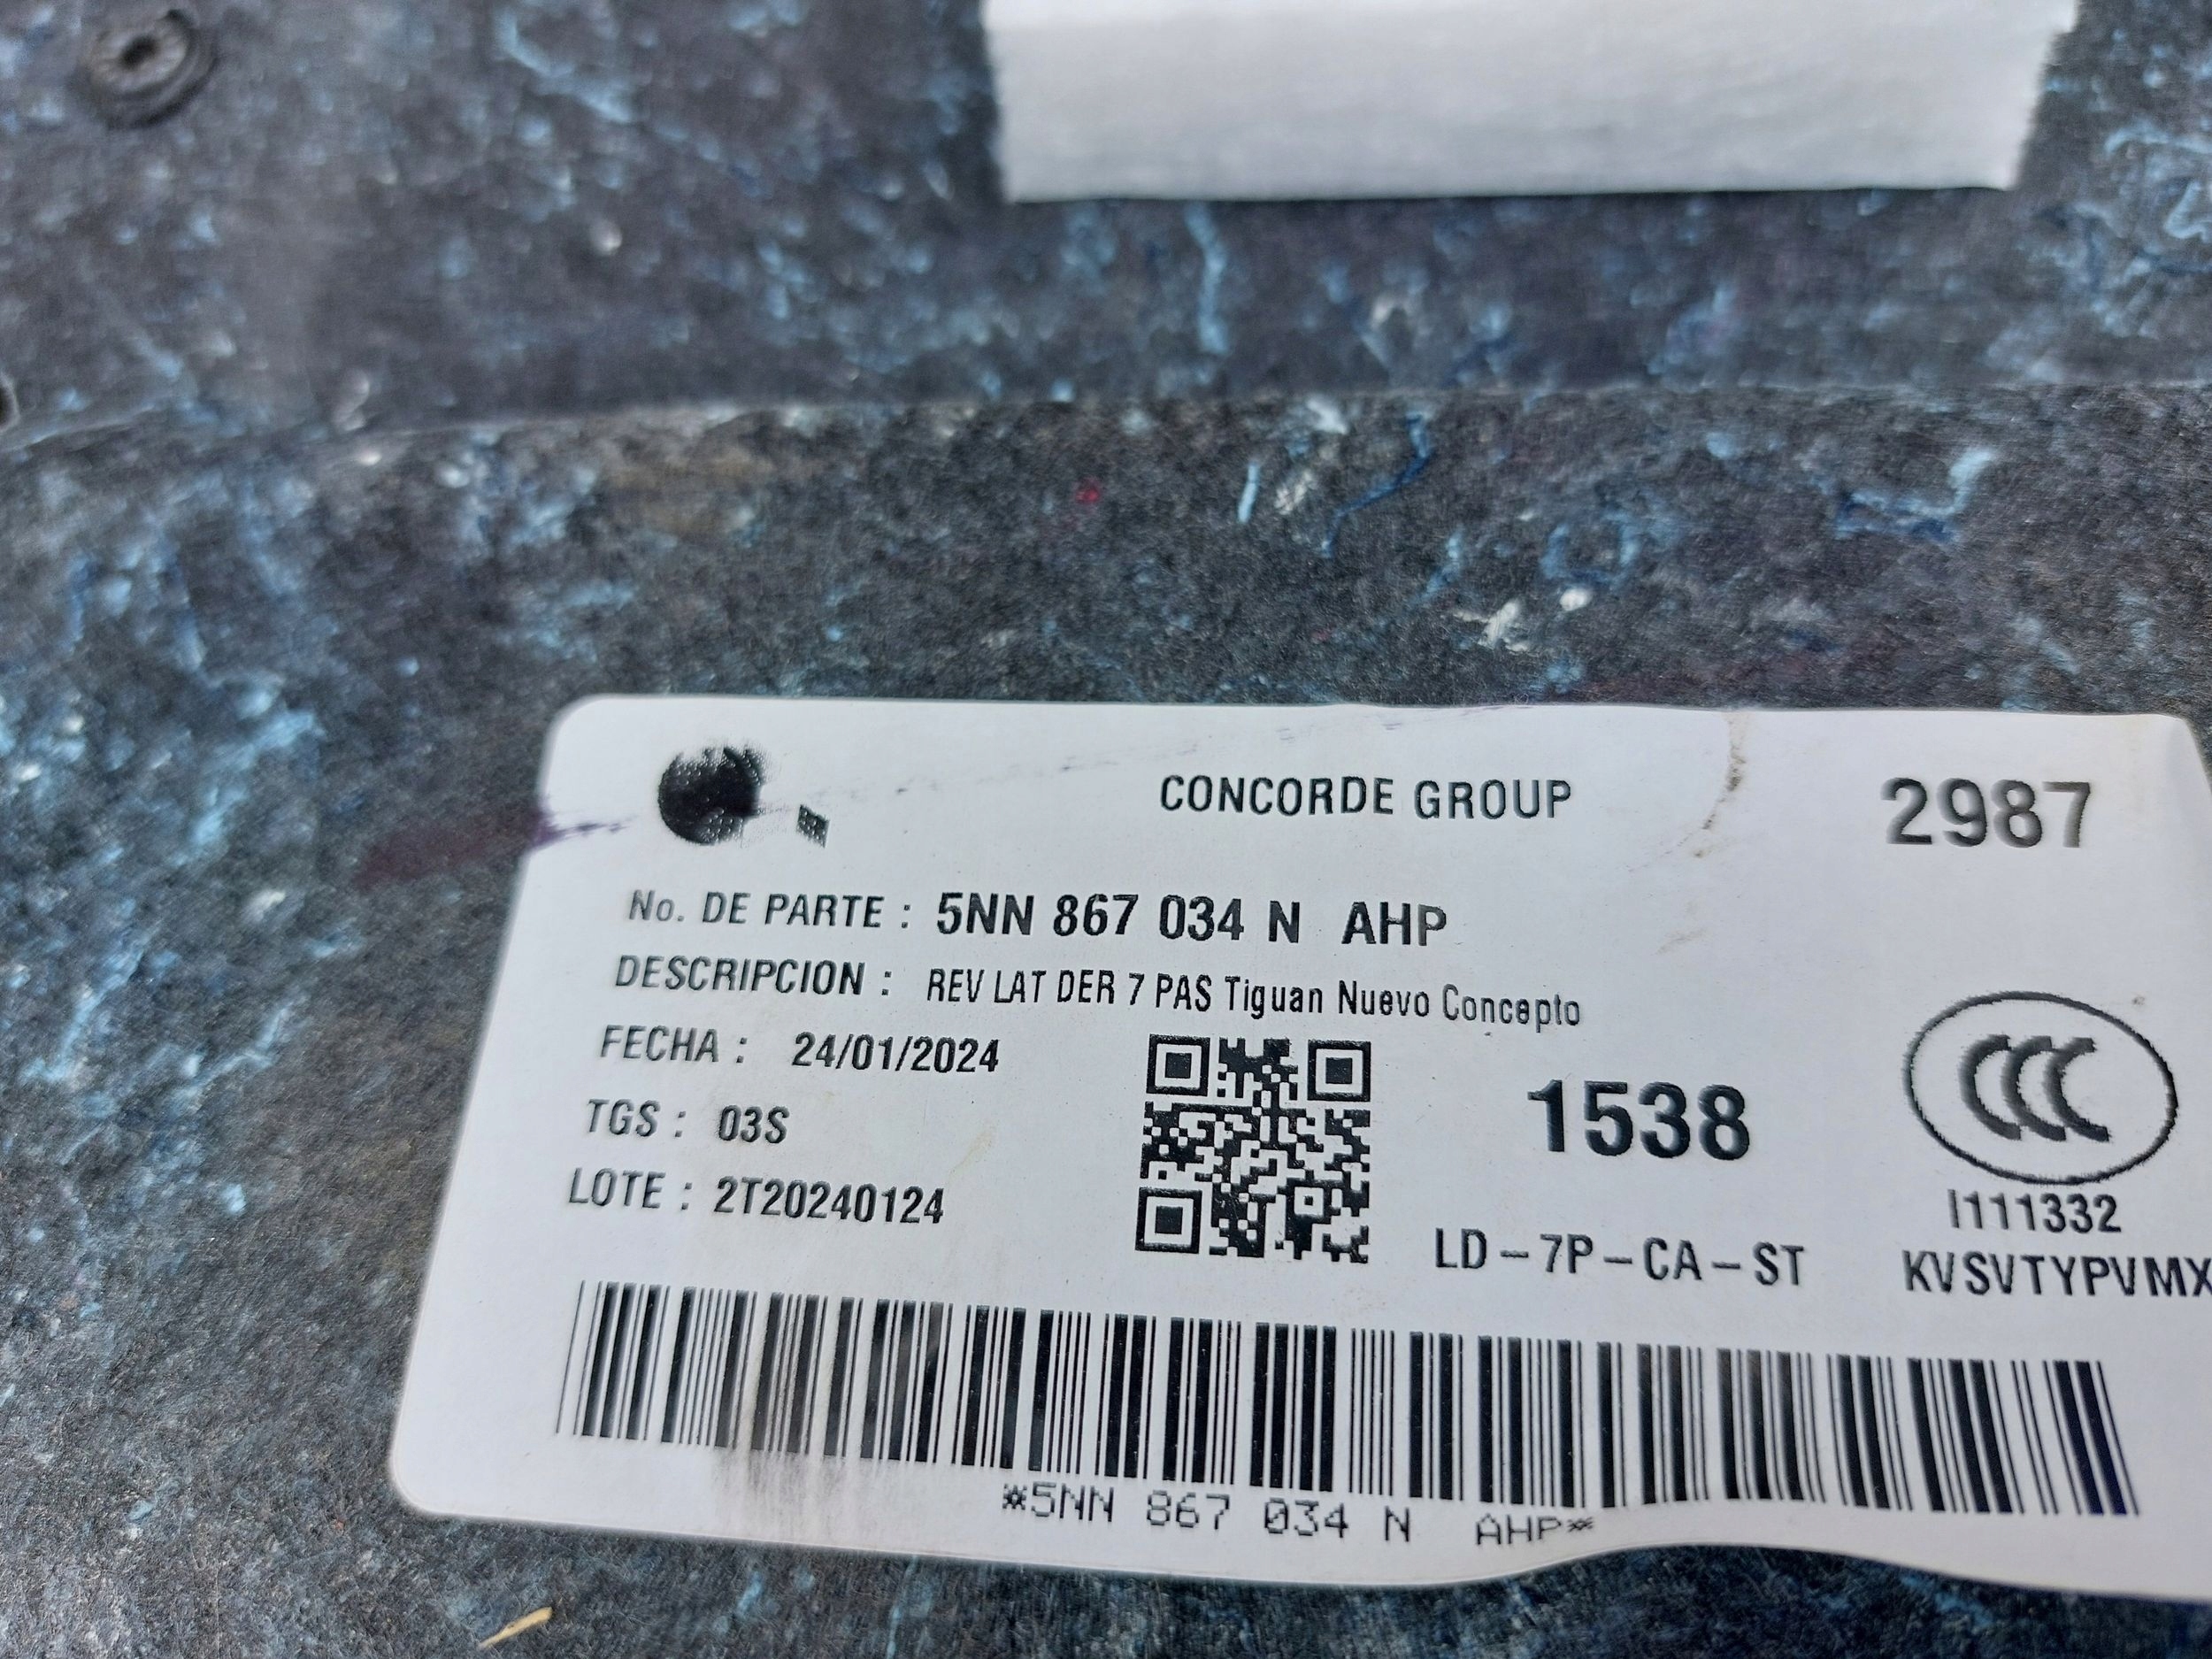 CONCORDE GROUP
2987
No. DE PARTE : 5NN 867 034 N AHP
DESCRIPCION : REV LAT DER 7 PAS Tiguan Nuevo Concepto
FECHA : 24/01/2024
TGS : 03S
LOTE : 2T20240124
1538
LD-7P-CA-ST
CCC
I111332
KVSVTYPVMX
*5NN 867 034 N AHP*